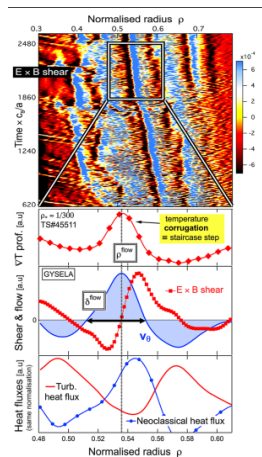 Normalised radius ρ
0.3 0.4 0.5 0.6 0.7
2480
E × B shear
1860
1240
620
Time × cₛ/a
6 ×10⁻⁴
4
2
0
-2
-4
-6
ρ* = 1/300
TS#45511
temperature
corrugation
= staircase step
ρ^flow
∇T prof. [a.u]
GYSELA
E × B shear
δ^flow
0
v_θ
Shear & flow [a.u]
Turb.
heat flux
Neoclassical heat flux
Heat fluxes [a.u]
(same normalisation)
0.48 0.50 0.52 0.54 0.56 0.58 0.60
Normalised radius ρ